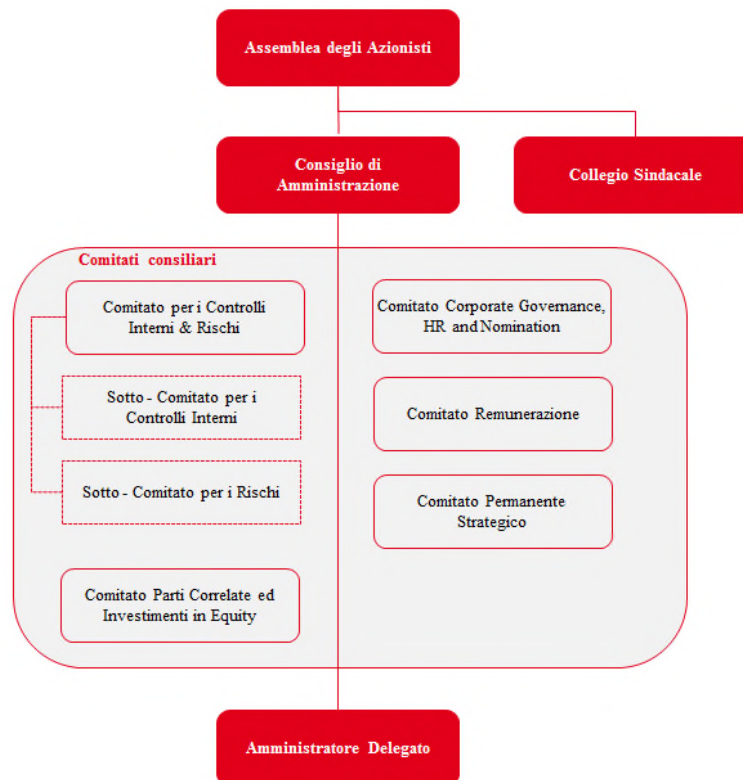 Assemblea degli Azionisti
Consiglio di
Amministrazione
Collegio Sindacale
Comitati consiliari
Comitato per i Controlli
Interni & Rischi
Sotto - Comitato per i
Controlli Interni
Sotto - Comitato per i Rischi
Comitato Parti Correlate ed
Investimenti in Equity
Comitato Corporate Governance,
HR and Nomination
Comitato Remunerazione
Comitato Permanente
Strategico
Amministratore Delegato